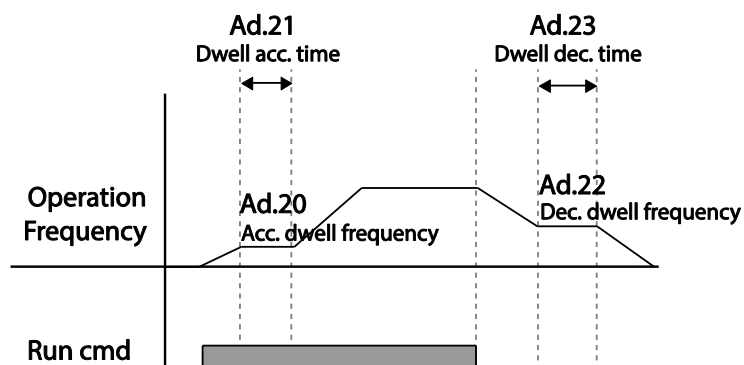 Ad.21
Dwell acc. time
Ad.23
Dwell dec. time
Operation
Frequency
Ad.20
Acc. dwell frequency
Ad.22
Dec. dwell frequency
Run cmd